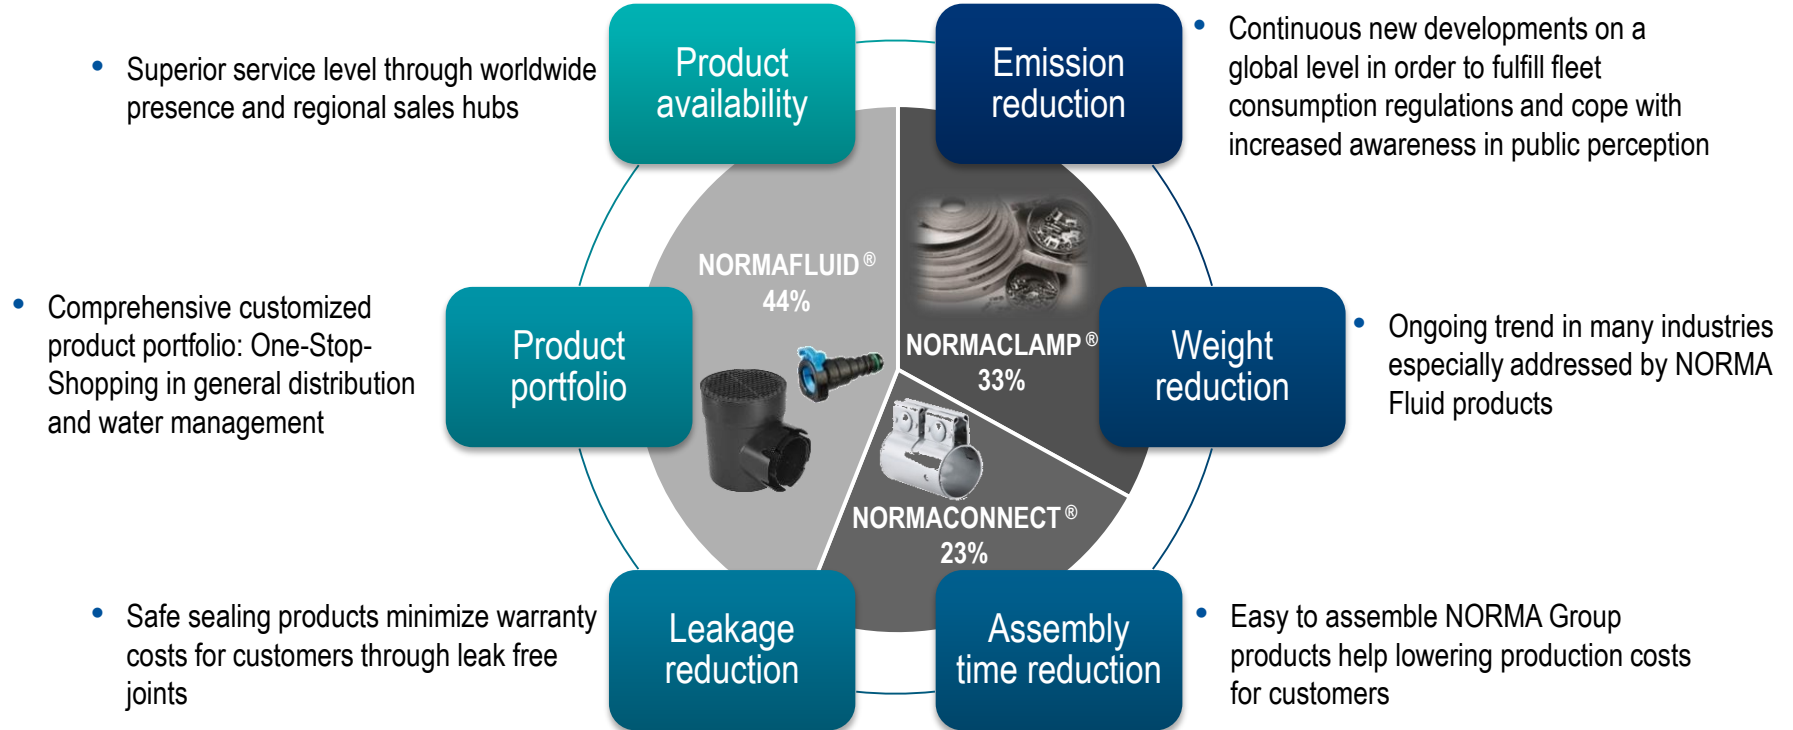 Product
availability
• Superior service level through worldwide
presence and regional sales hubs
Emission
reduction
• Continuous new developments on a
global level in order to fulfill fleet
consumption regulations and cope with
increased awareness in public perception
NORMAFLUID®
44%
NORMACLAMP®
33%
NORMACONNECT®
23%
• Comprehensive customized
product portfolio: One-Stop-
Shopping in general distribution
and water management
Product
portfolio
Weight
reduction
• Ongoing trend in many industries
especially addressed by NORMA
Fluid products
• Safe sealing products minimize warranty
costs for customers through leak free
joints
Leakage
reduction
Assembly
time reduction
• Easy to assemble NORMA Group
products help lowering production costs
for customers